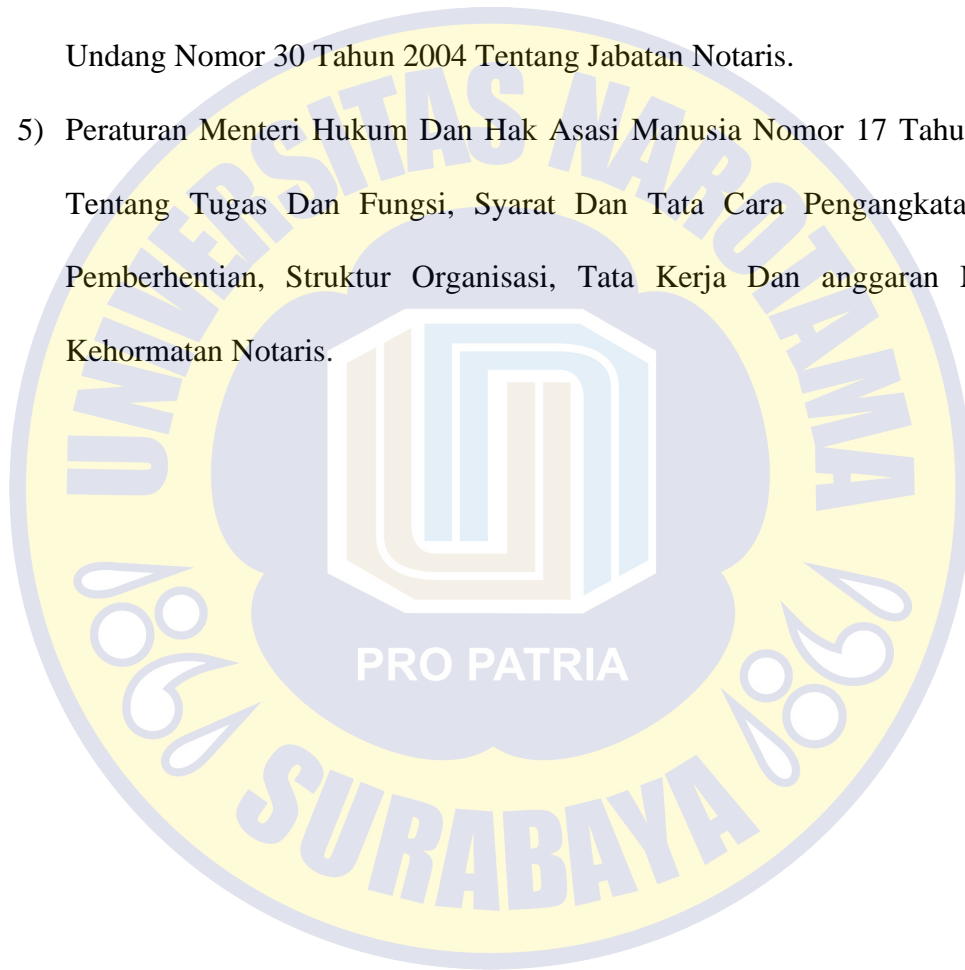 Undang Nomor 30 Tahun 2004 Tentang Jabatan Notaris.
5) Peraturan Menteri Hukum Dan Hak Asasi Manusia Nomor 17 Tahu
Tentang Tugas Dan Fungsi, Syarat Dan Tata Cara Pengangkata
Pemberhentian, Struktur Organisasi, Tata Kerja Dan anggaran
Kehormatan Notaris.
UNIVERSITAS NAROTAMA
PRO PATRIA
SURABAYA